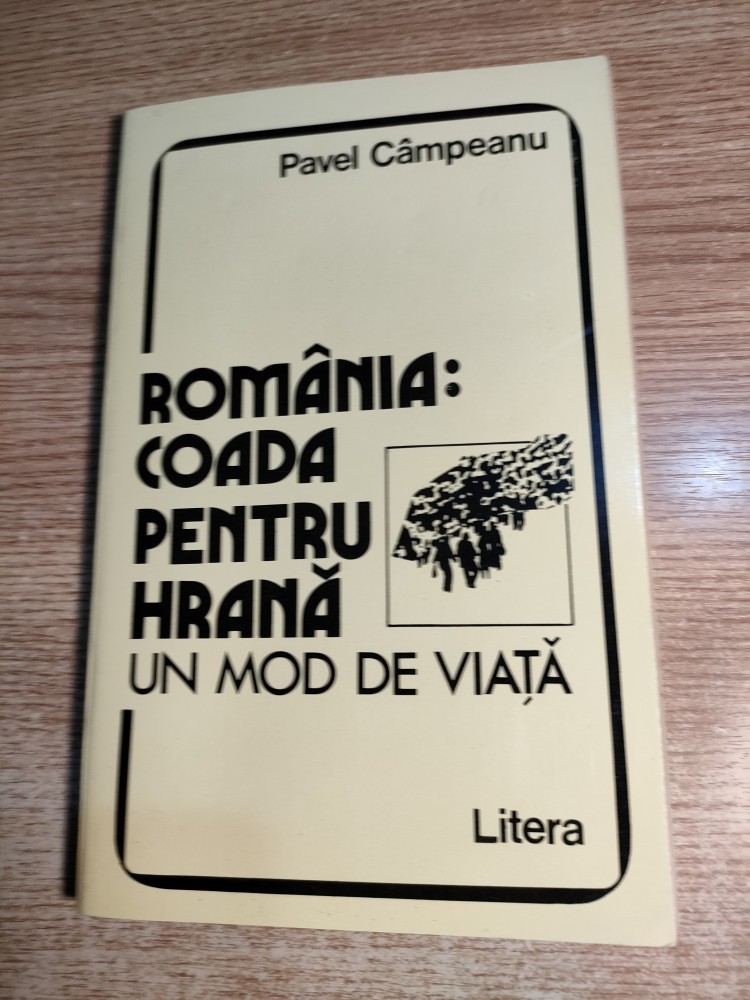 Pavel Câmpeanu
ROMÂNIA:
COADA
PENTRU
HRANĂ
UN MOD DE VIAȚĂ
Litera